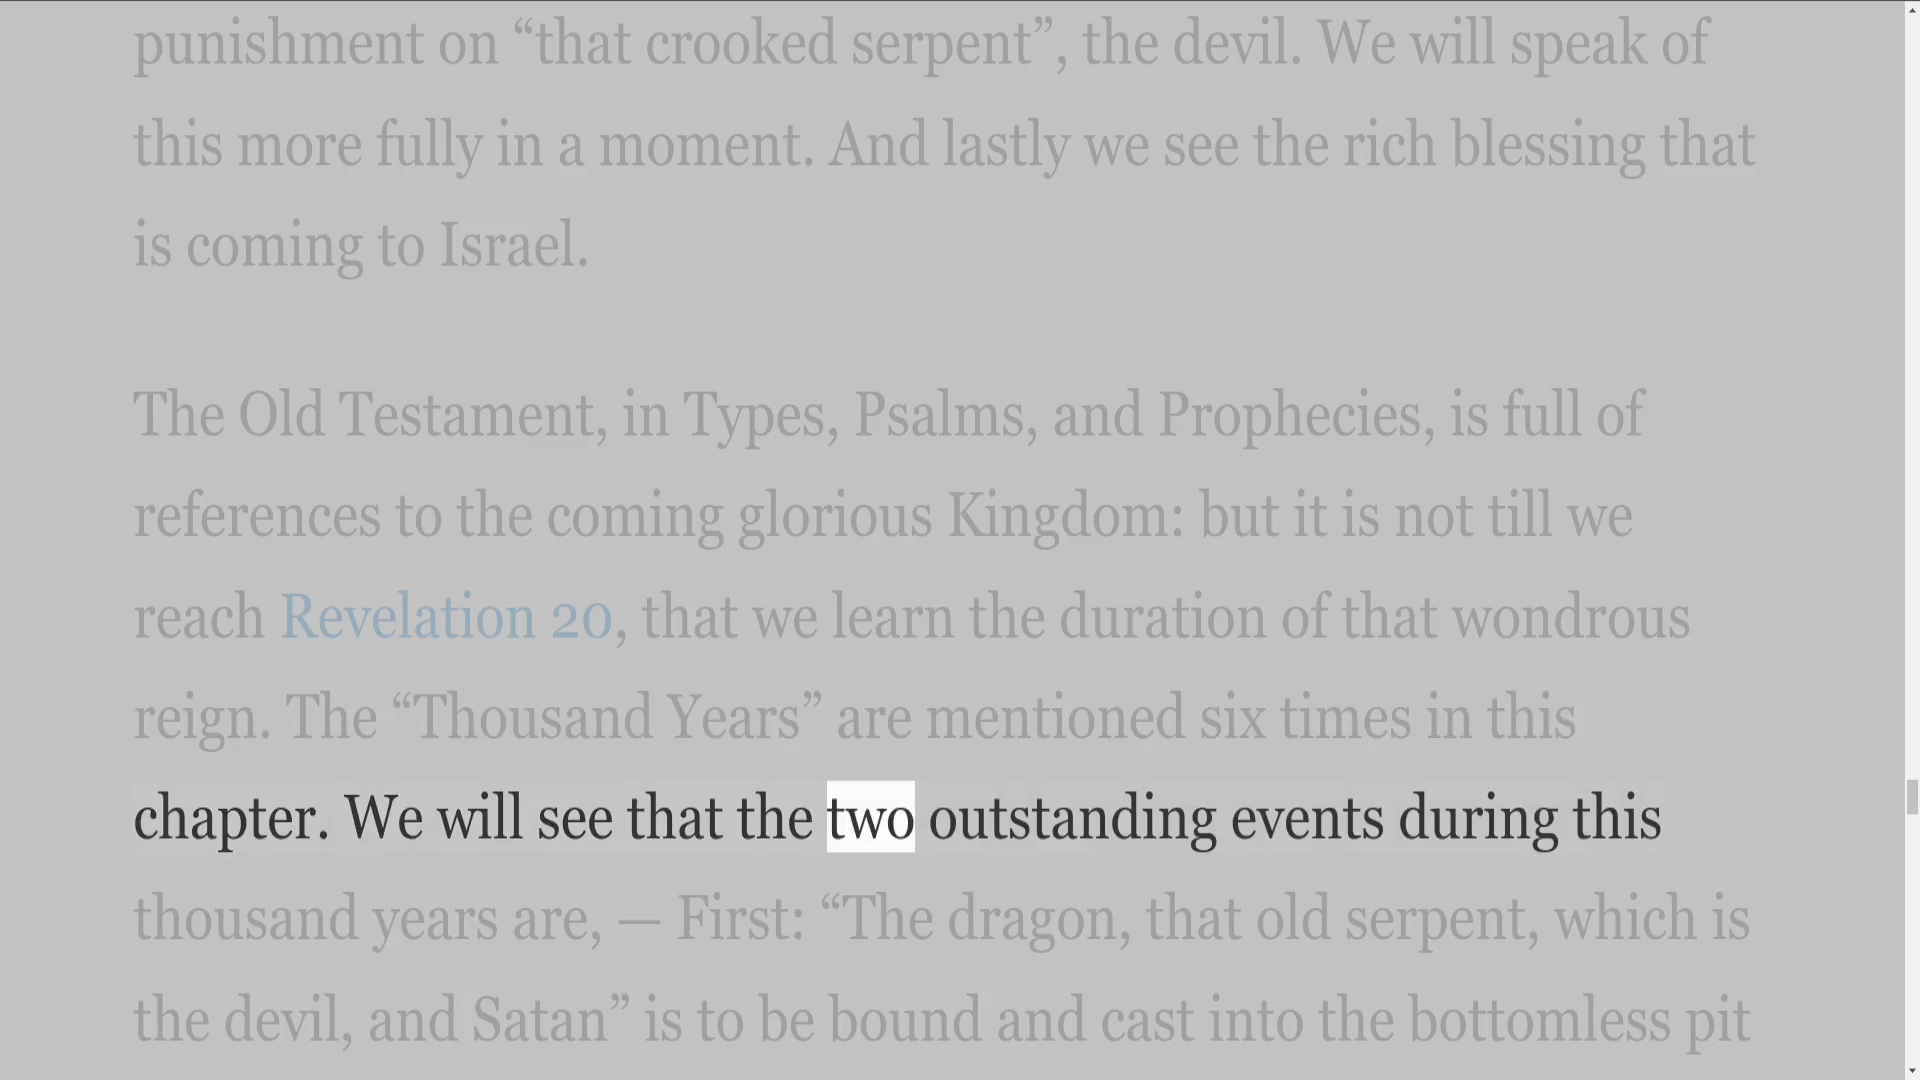 punishment on “that crooked serpent”, the devil. We will speak of
this more fully in a moment. And lastly we see the rich blessing that
is coming to Israel.
The Old Testament, in Types, Psalms, and Prophecies, is full of
references to the coming glorious Kingdom: but it is not till we
reach Revelation 20, that we learn the duration of that wondrous
reign. The “Thousand Years” are mentioned six times in this
chapter. We will see that the two outstanding events during this
thousand years are, — First: “The dragon, that old serpent, which is
the devil, and Satan” is to be bound and cast into the bottomless pit